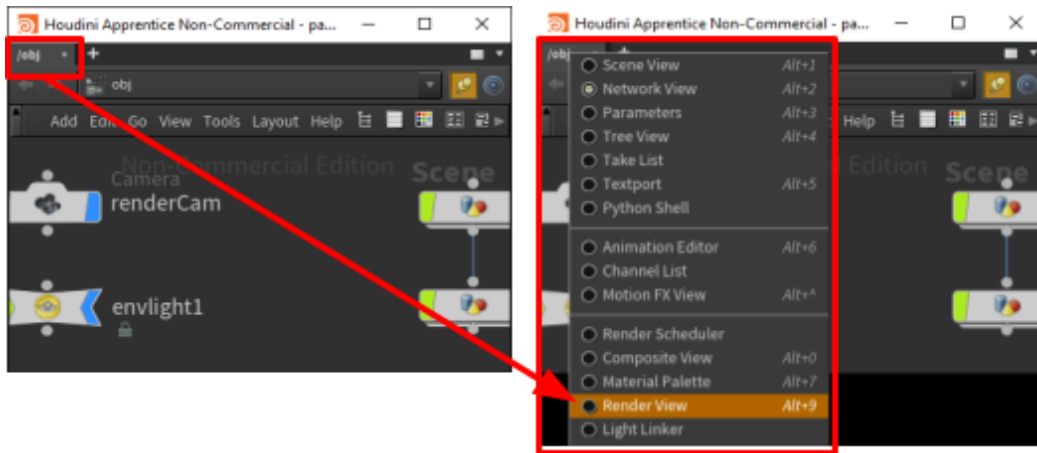 Houdini Apprentice Non-Commercial - pa...
/obj
obj
Add Edit Go View Tools Layout Help
Non-Commercial Edition
Scene
Camera
renderCam
envlight1
Houdini Apprentice Non-Commercial - pa...
/obj
Scene View Alt+1
Network View Alt+2
Parameters Alt+3
Help
Tree View Alt+4
Take List
Edition
Scene
Textport Alt+5
Python Shell
Animation Editor Alt+6
Channel List
Motion FX View Alt+^
Render Scheduler
Composite View Alt+0
Material Palette Alt+7
Render View Alt+9
Light Linker